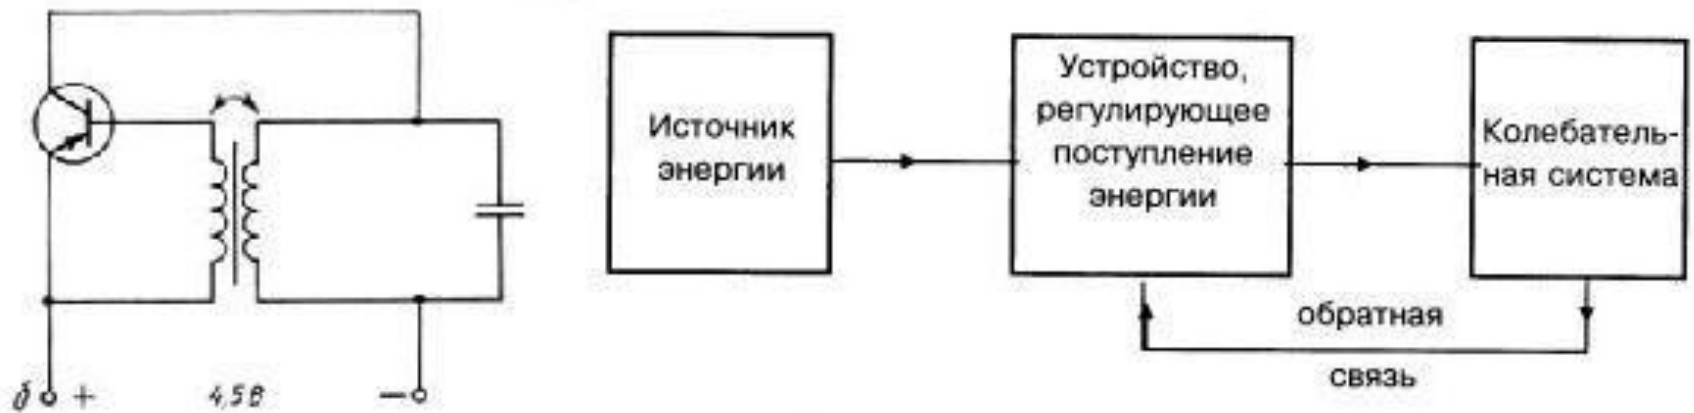 б + 4,5 В −
Источник
энергии
Устройство,
регулирующее
поступление
энергии
Колебатель-
ная система
обратная
связь